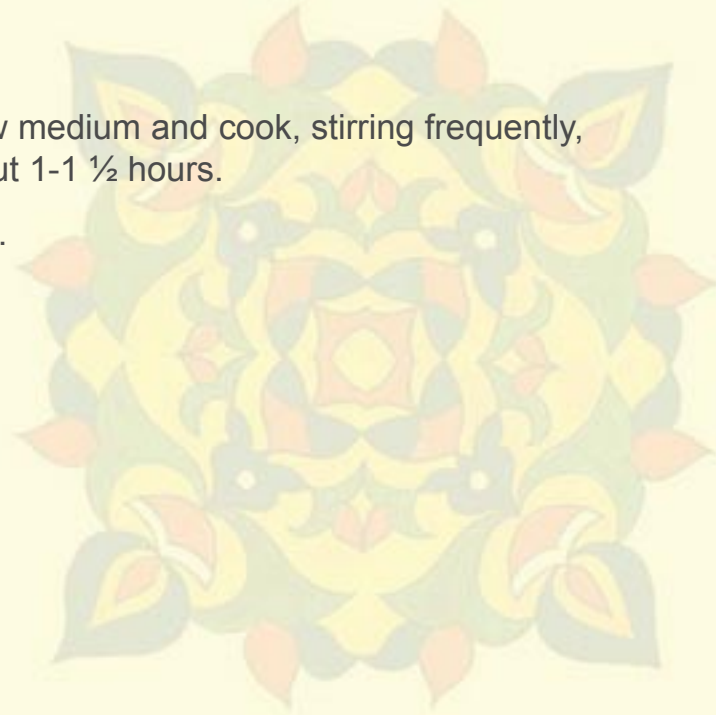 medium and cook, stirring frequently,
1-1 ½ hours.
.